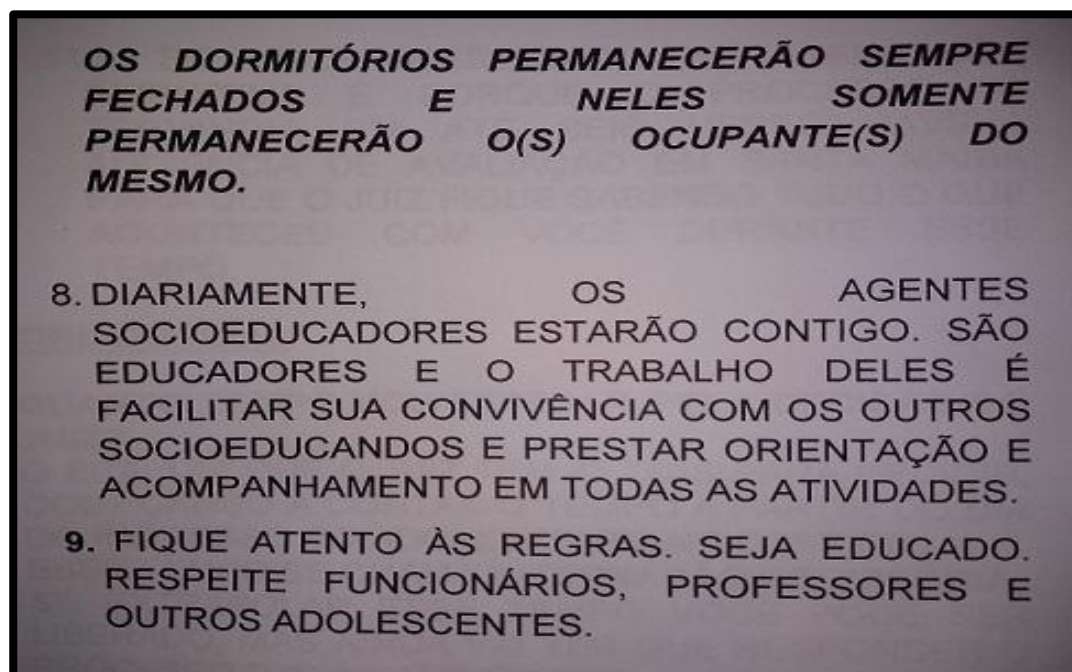 OS DORMITÓRIOS PERMANECERÃO SEMPRE
FECHADOS E NELES SOMENTE
PERMANECERÃO O(S) OCUPANTE(S) DO
MESMO.
8. DIARIAMENTE, OS AGENTES
SOCIOEDUCADORES ESTARÃO CONTIGO. SÃO
EDUCADORES E O TRABALHO DELES É
FACILITAR SUA CONVIVÊNCIA COM OS OUTROS
SOCIOEDUCANDOS E PRESTAR ORIENTAÇÃO E
ACOMPANHAMENTO EM TODAS AS ATIVIDADES.
9. FIQUE ATENTO ÀS REGRAS. SEJA EDUCADO.
RESPEITE FUNCIONÁRIOS, PROFESSORES E
OUTROS ADOLESCENTES.